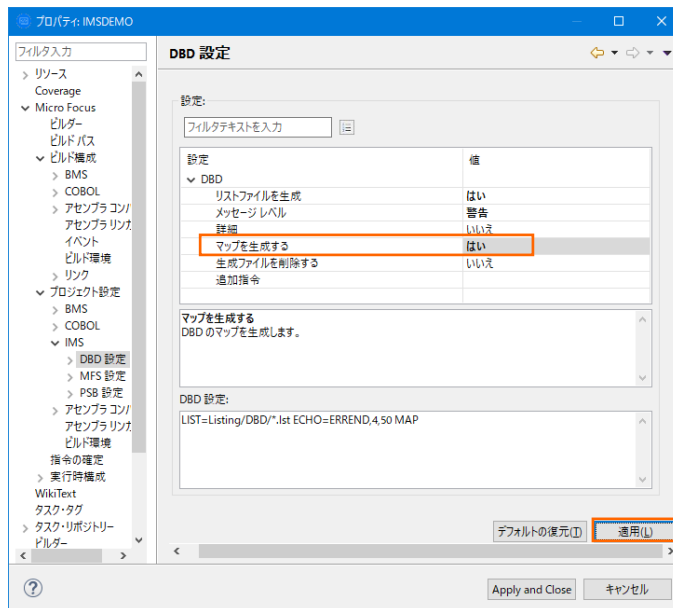 プロパティ: IMSDEMO
フィルタ入力
リソース
Coverage
Micro Focus
ビルダー
ビルド パス
ビルド構成
BMS
COBOL
アセンブラ コンパ
アセンブラ リンカ
イベント
ビルド環境
リンク
プロジェクト設定
BMS
COBOL
IMS
DBD 設定
MFS 設定
PSB 設定
アセンブラ コンパ
アセンブラ リンカ
ビルド環境
指令の確定
実行時構成
WikiText
タスク・タグ
タスク・リポジトリー
ビルダー
DBD 設定
設定:
フィルタテキストを入力
設定 値
DBD
リストファイルを生成 はい
メッセージ レベル 警告
詳細 いいえ
マップを生成する はい
生成ファイルを削除する いいえ
追加指令
マップを生成する
DBD のマップを生成します。
DBD 設定:
LIST=Listing/DBD/*.lst ECHO=ERREND,4,50 MAP
デフォルトの復元(T) 適用(L)
Apply and Close キャンセル